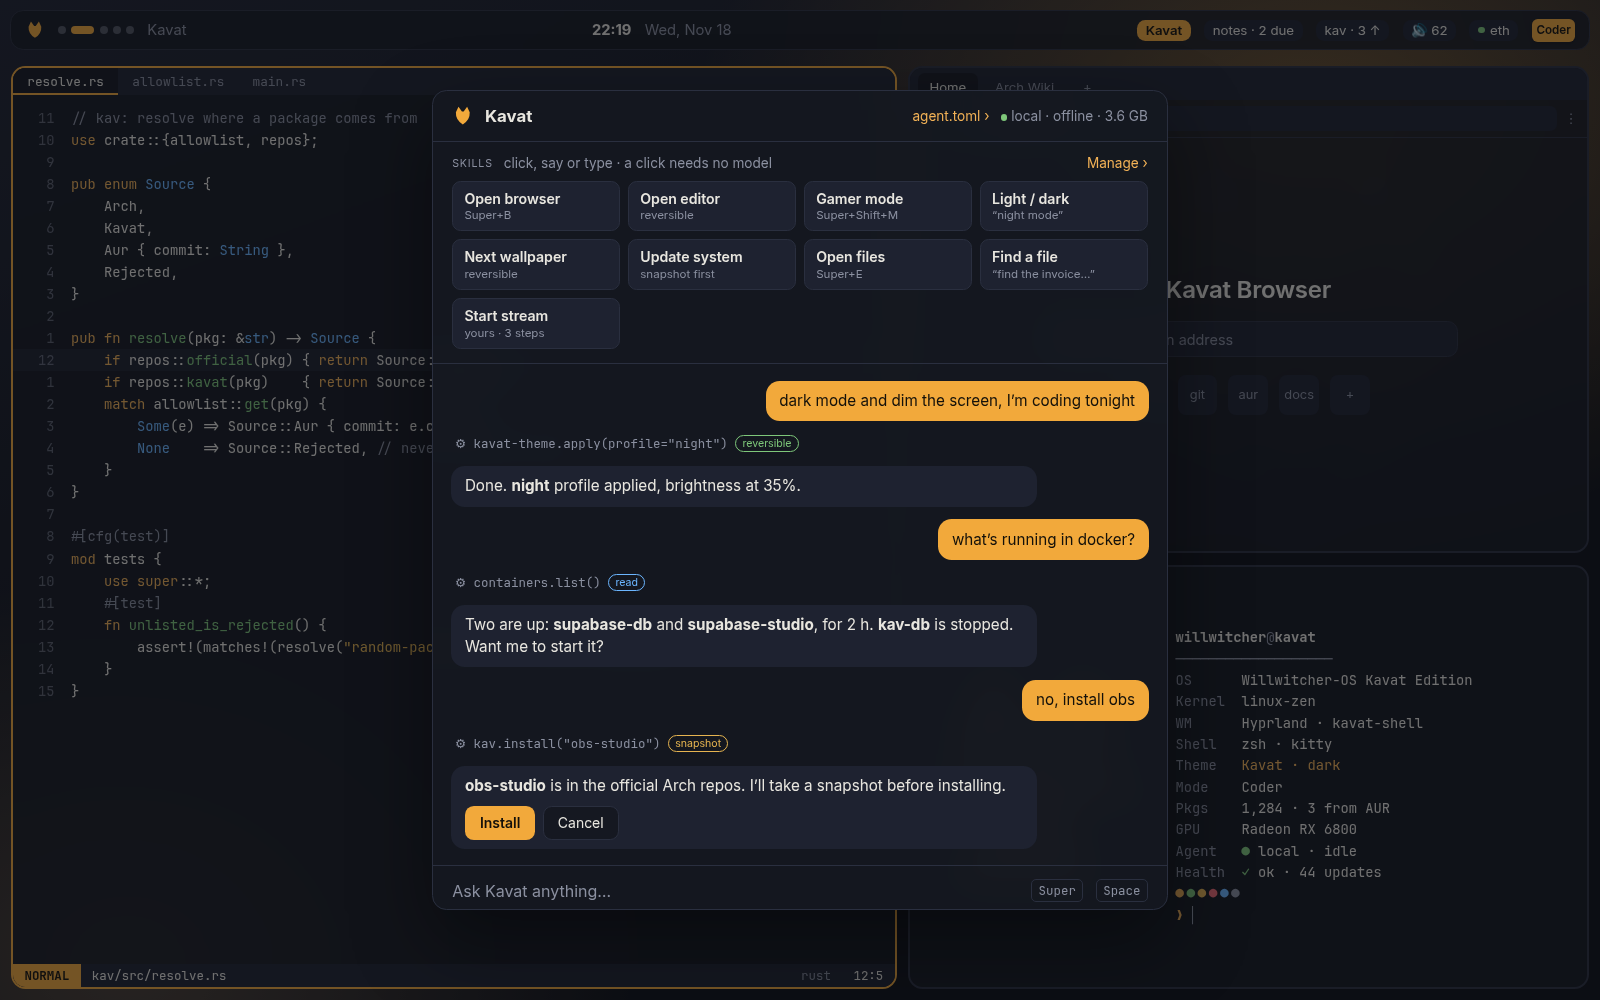 Kavat
22:19 Wed, Nov 18
Kavat
notes · 2 due
kav · 3 ↑
62
eth
Coder
resolve.rs allowlist.rs main.rs
11 // kav: resolve where a package comes from
10 use crate::{allowlist, repos};
9
8 pub enum Source {
7 Arch,
6 Kavat,
5 Aur { commit: String },
4 Rejected,
3 }
2
1 pub fn resolve(pkg: &str) -> Source {
12 if repos::official(pkg) { return Source:
1 if repos::kavat(pkg) { return Source:
2 match allowlist::get(pkg) {
3 Some(e) => Source::Aur { commit: e.c
4 None => Source::Rejected, // neve
5 }
6 }
7
8 #[cfg(test)]
9 mod tests {
10 use super::*;
11 #[test]
12 fn unlisted_is_rejected() {
13 assert!(matches!(resolve("random-pac
14 }
15 }
NORMAL kav/src/resolve.rs rust 12:5
Kavat
agent.toml › local · offline · 3.6 GB
SKILLS click, say or type · a click needs no model
Manage ›
Open browser
Super+B
Open editor
reversible
Gamer mode
Super+Shift+M
Light / dark
“night mode”
Next wallpaper
reversible
Update system
snapshot first
Open files
Super+E
Find a file
“find the invoice…”
Start stream
yours · 3 steps
dark mode and dim the screen, I’m coding tonight
kavat-theme.apply(profile="night") reversible
Done. night profile applied, brightness at 35%.
what’s running in docker?
containers.list() read
Two are up: supabase-db and supabase-studio, for 2 h. kav-db is stopped.
Want me to start it?
no, install obs
kav.install("obs-studio") snapshot
obs-studio is in the official Arch repos. I’ll take a snapshot before installing.
Install
Cancel
Ask Kavat anything…
Super Space
Home Arch Wiki +
Kavat Browser
address
git
aur
docs
+
willwitcher@kavat
OS Willwitcher-OS Kavat Edition
Kernel linux-zen
WM Hyprland · kavat-shell
Shell zsh · kitty
Theme Kavat · dark
Mode Coder
Pkgs 1,284 · 3 from AUR
GPU Radeon RX 6800
Agent ● local · idle
Health ✓ ok · 44 updates
❯